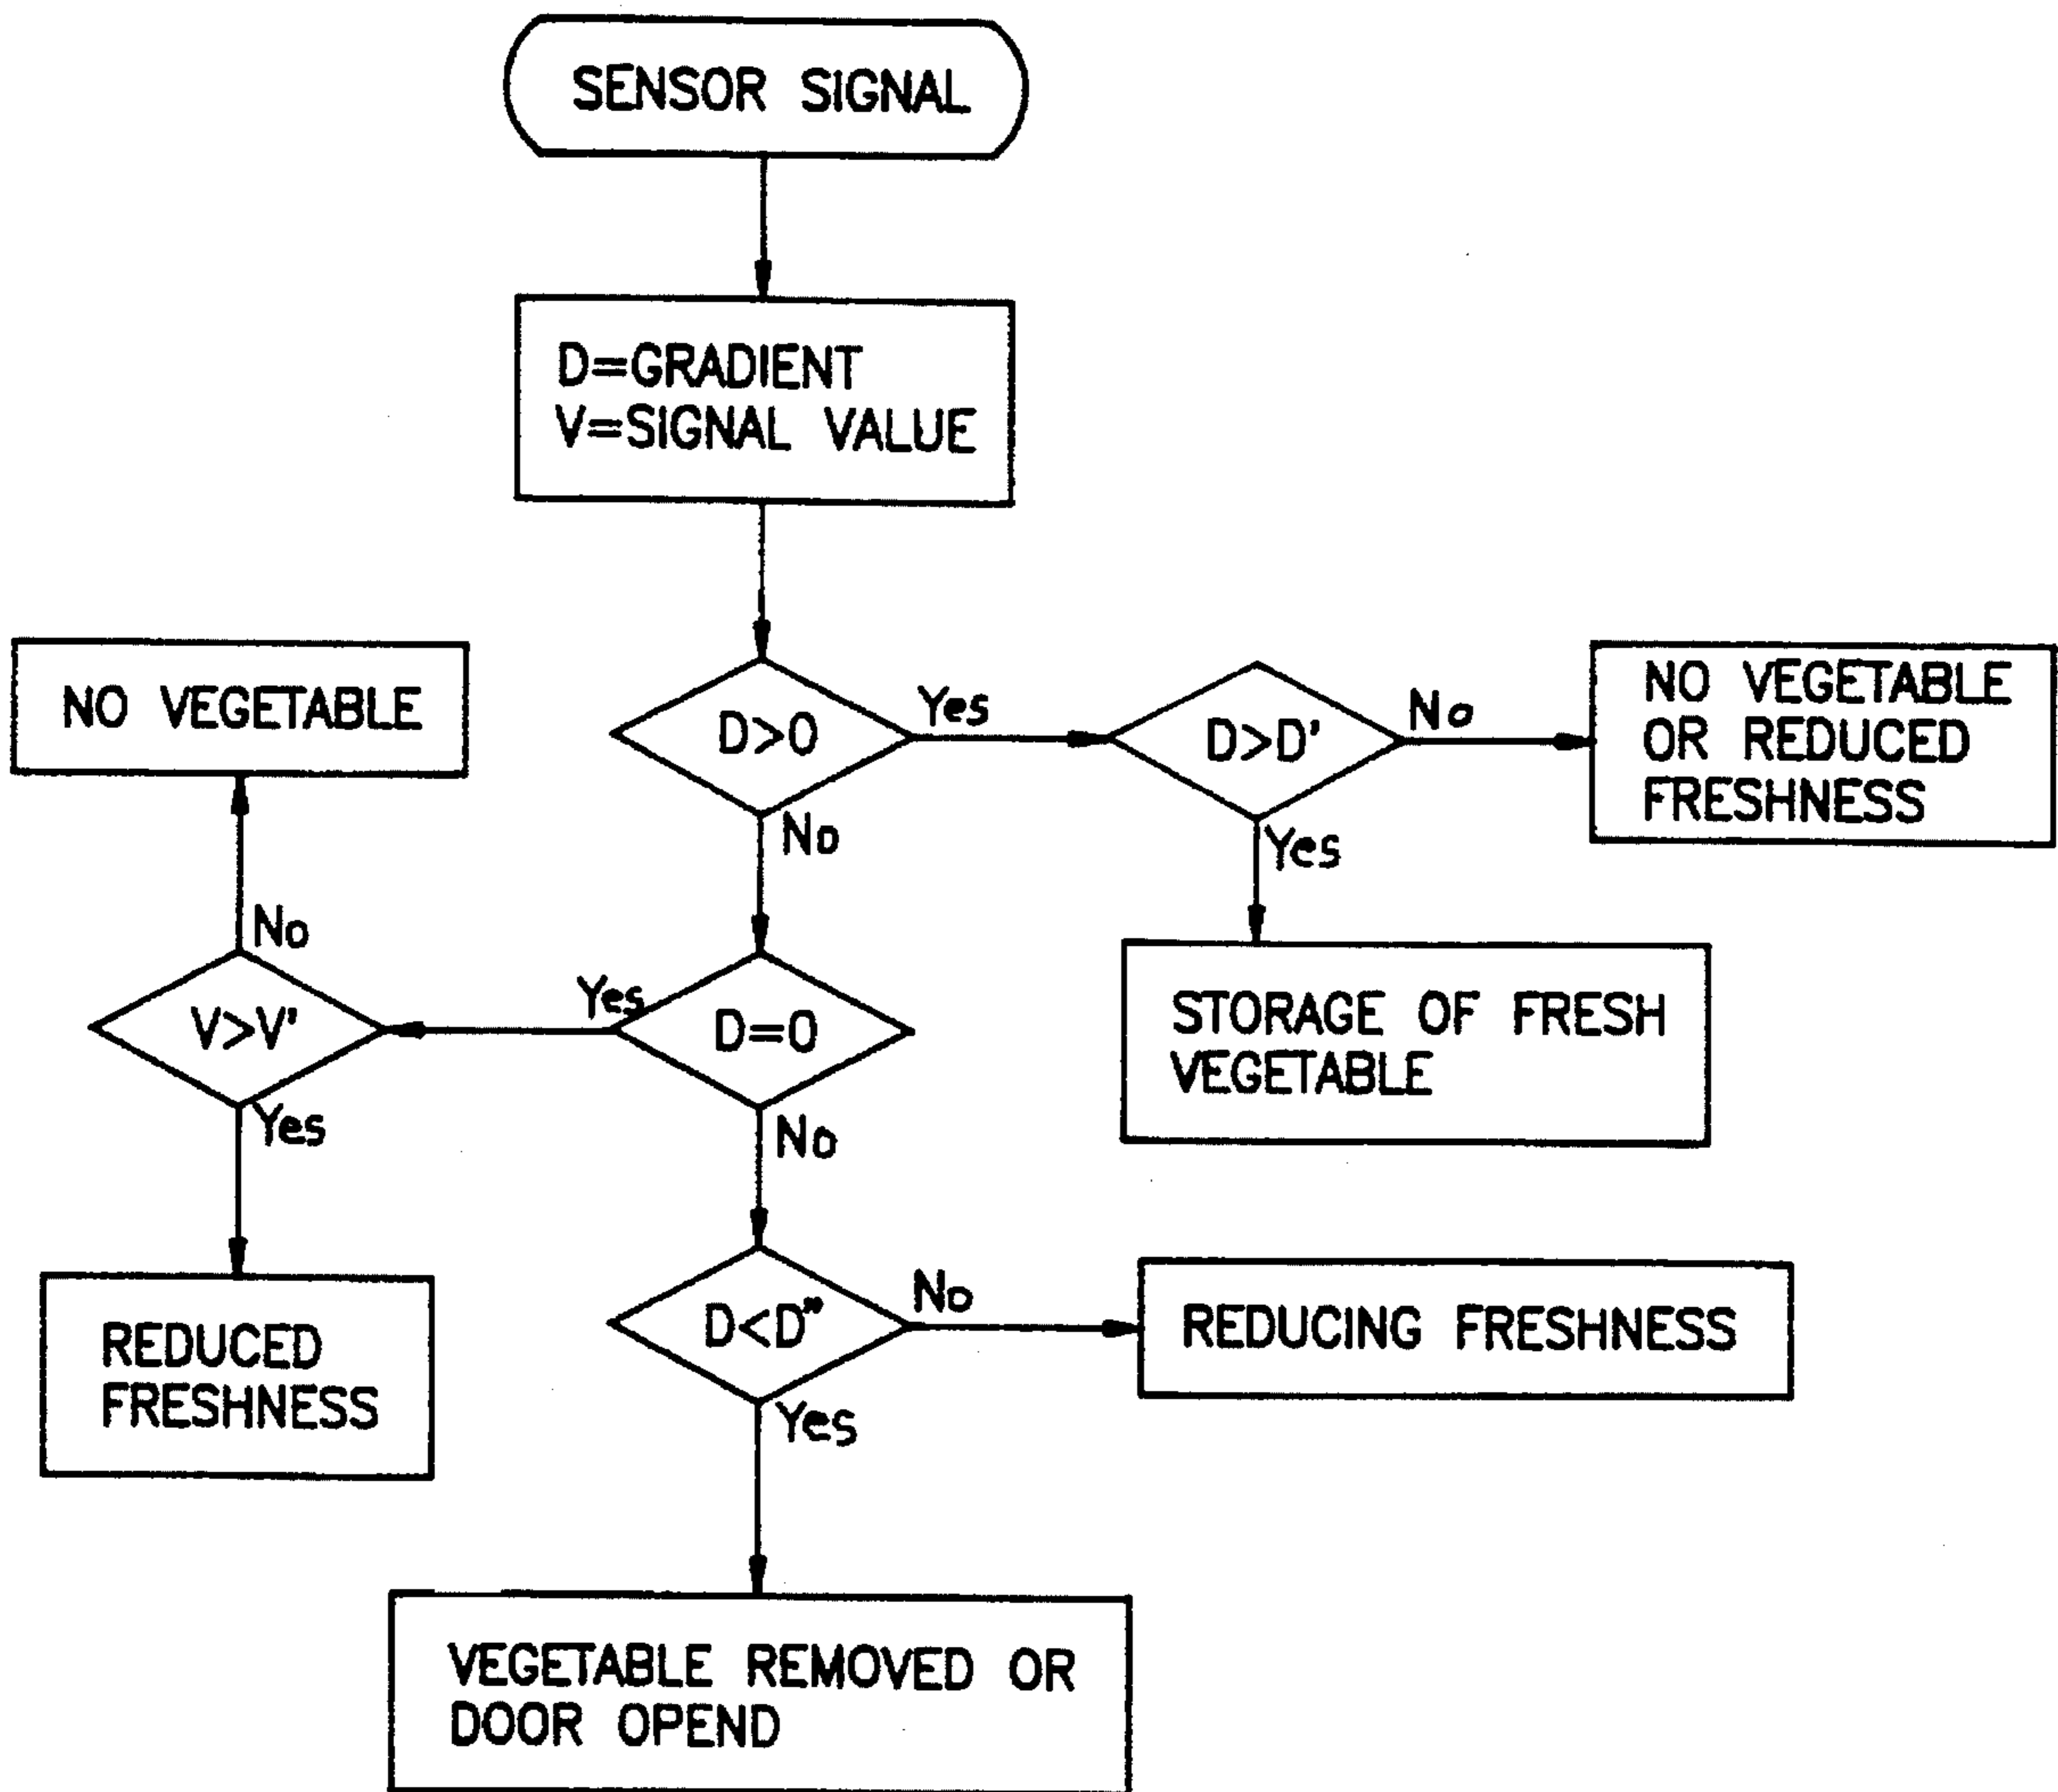 SENSOR SIGNAL
D=GRADIENT
V=SIGNAL VALUE
NO VEGETABLE
D>0
Yes
D>D'
No
NO VEGETABLE
OR REDUCED
FRESHNESS
No
Yes
No
V>V'
Yes
D=0
STORAGE OF FRESH
VEGETABLE
Yes
No
REDUCED
FRESHNESS
D<D"
No
REDUCING FRESHNESS
Yes
VEGETABLE REMOVED OR
DOOR OPEND